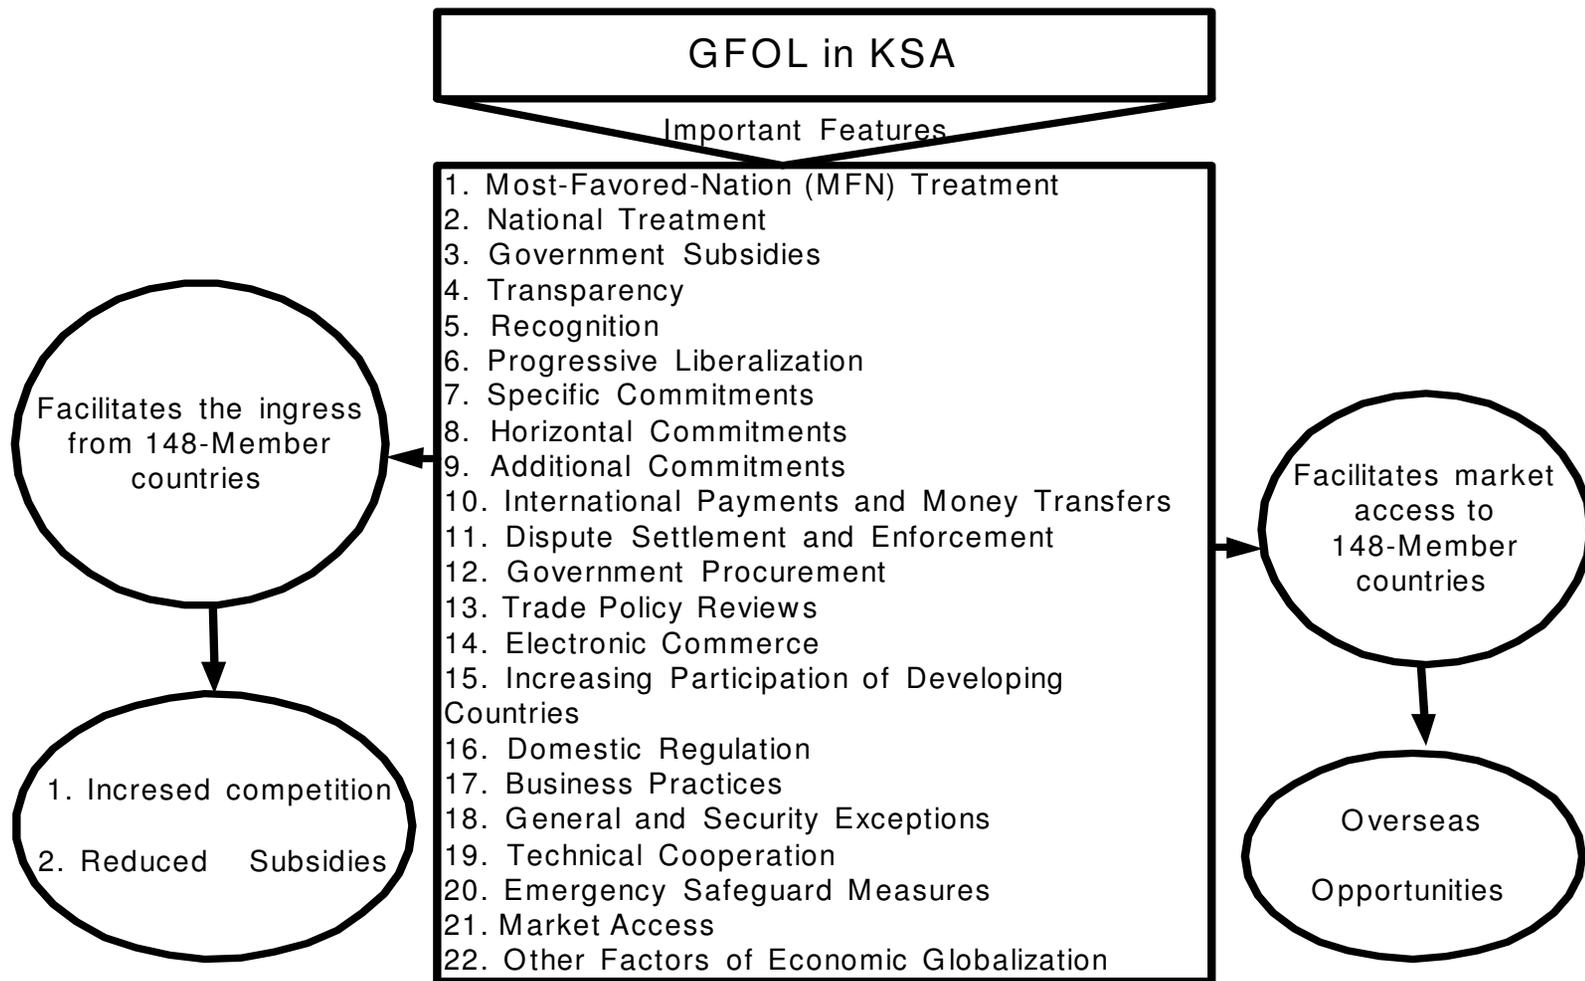 GFOL in KSA
Important Features
1. Most-Favored-Nation (MFN) Treatment
2. National Treatment
3. Government Subsidies
4. Transparency
5. Recognition
6. Progressive Liberalization
7. Specific Commitments
8. Horizontal Commitments
9. Additional Commitments
10. International Payments and Money Transfers
11. Dispute Settlement and Enforcement
12. Government Procurement
13. Trade Policy Reviews
14. Electronic Commerce
15. Increasing Participation of Developing
Countries
16. Domestic Regulation
17. Business Practices
18. General and Security Exceptions
19. Technical Cooperation
20. Emergency Safeguard Measures
21. Market Access
22. Other Factors of Economic Globalization
Facilitates the ingress
from 148-Member
countries
1. Incresed competition
2. Reduced Subsidies
Facilitates market
access to
148-Member
countries
Overseas
Opportunities